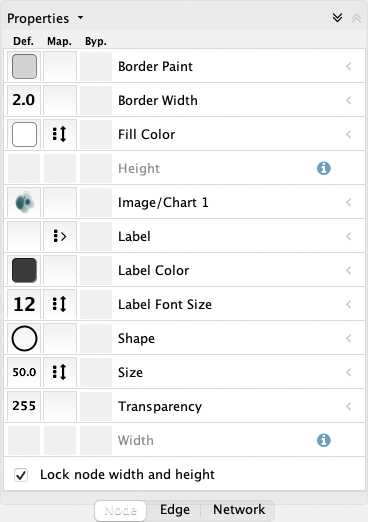 Properties
Def. Map. Byp.
Border Paint
2.0 Border Width
Fill Color
Height
Image/Chart 1
Label
Label Color
12 Label Font Size
Shape
50.0 Size
255 Transparency
Width
Lock node width and height
Node Edge Network